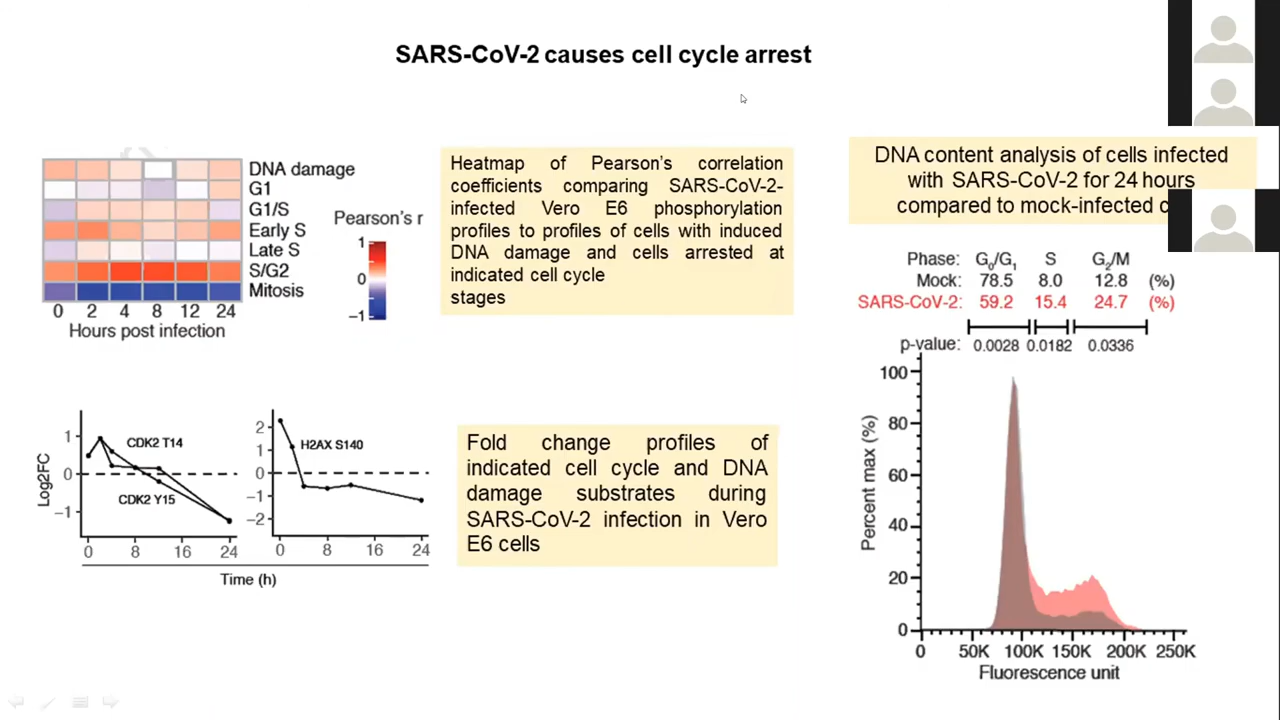 SARS-CoV-2 causes cell cycle arrest
DNA damage
G1
G1/S
Early S
Late S
S/G2
Mitosis
0 2 4 8 12 24
Hours post infection
Pearson's r
1
0
−1
Heatmap of Pearson's correlation
coefficients comparing SARS-CoV-2-
infected Vero E6 phosphorylation
profiles to profiles of cells with induced
DNA damage and cells arrested at
indicated cell cycle
stages
DNA content analysis of cells infected
with SARS-CoV-2 for 24 hours
compared to mock-infected
Phase: G0/G1 S G2/M
Mock: 78.5 8.0 12.8 (%)
SARS-CoV-2: 59.2 15.4 24.7 (%)
p-value: 0.0028 0.0182 0.0336
100
80
60
40
20
0
Percent max (%)
0 50K 100K 150K 200K 250K
Fluorescence unit
Log2FC
1
0
−1
CDK2 T14
CDK2 Y15
0 8 16 24
2
1
0
−1
−2
H2AX S140
0 8 16 24
Time (h)
Fold change profiles of
indicated cell cycle and DNA
damage substrates during
SARS-CoV-2 infection in Vero
E6 cells